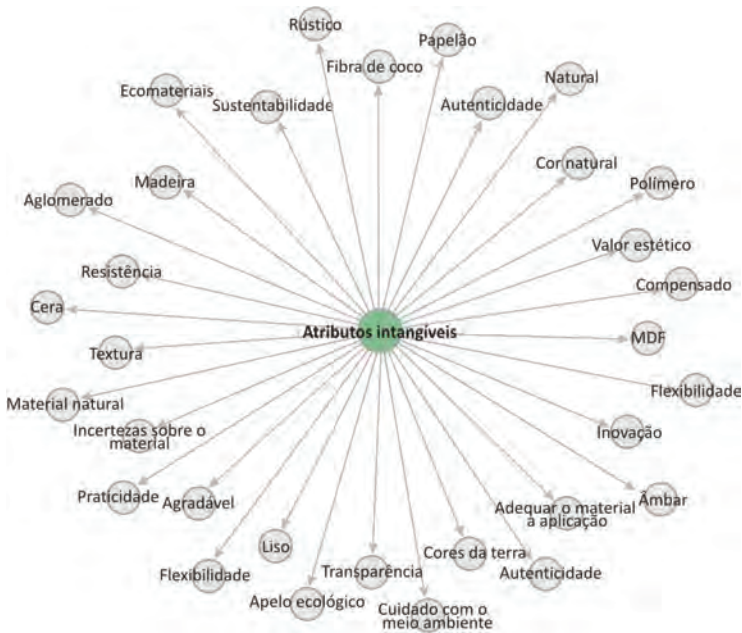 Rústico
Papelão
Fibra de coco
Natural
Ecomateriais
Sustentabilidade
Autenticidade
Cor natural
Madeira
Polímero
Aglomerado
Valor estético
Resistência
Compensado
Cera
Atributos intangíveis
MDF
Textura
Flexibilidade
Material natural
Incertezas sobre o
material
Inovação
Praticidade
Agradável
Âmbar
Adequar o material
à aplicação
Liso
Cores da terra
Flexibilidade
Transparência
Autenticidade
Apelo ecológico
Cuidado com o
meio ambiente